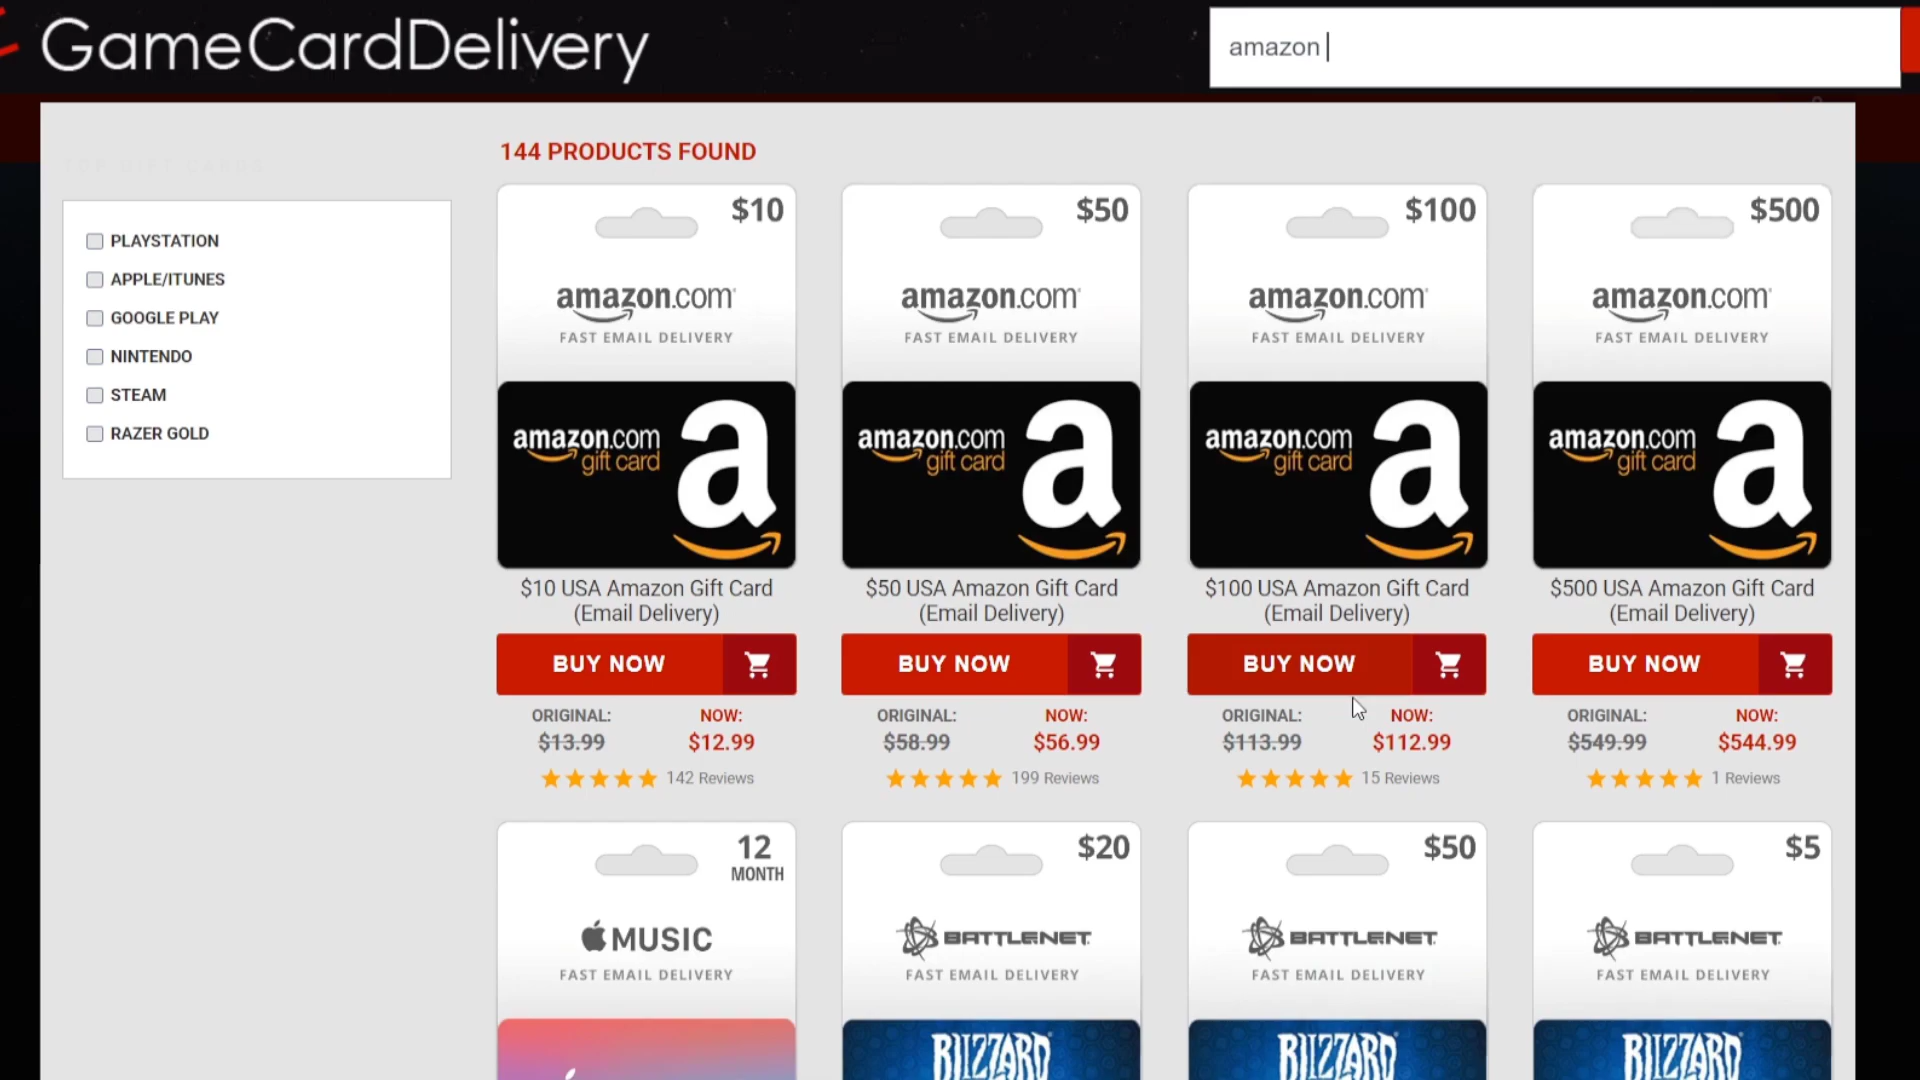 GameCardDelivery
amazon
144 PRODUCTS FOUND
PLAYSTATION
APPLE/ITUNES
GOOGLE PLAY
NINTENDO
STEAM
RAZER GOLD
$10
amazon.com
FAST EMAIL DELIVERY
amazon.com
gift card
a
$10 USA Amazon Gift Card
(Email Delivery)
BUY NOW
ORIGINAL: NOW:
$13.99 $12.99
142 Reviews
$50
amazon.com
FAST EMAIL DELIVERY
amazon.com
gift card
a
$50 USA Amazon Gift Card
(Email Delivery)
BUY NOW
ORIGINAL: NOW:
$58.99 $56.99
199 Reviews
$100
amazon.com
FAST EMAIL DELIVERY
amazon.com
gift card
a
$100 USA Amazon Gift Card
(Email Delivery)
BUY NOW
ORIGINAL: NOW:
$113.99 $112.99
15 Reviews
$500
amazon.com
FAST EMAIL DELIVERY
amazon.com
gift card
a
$500 USA Amazon Gift Card
(Email Delivery)
BUY NOW
ORIGINAL: NOW:
$549.99 $544.99
1 Reviews
12
MONTH
MUSIC
FAST EMAIL DELIVERY
$20
BATTLENET
FAST EMAIL DELIVERY
BLIZZARD
$50
BATTLENET
FAST EMAIL DELIVERY
BLIZZARD
$5
BATTLENET
FAST EMAIL DELIVERY
BLIZZARD